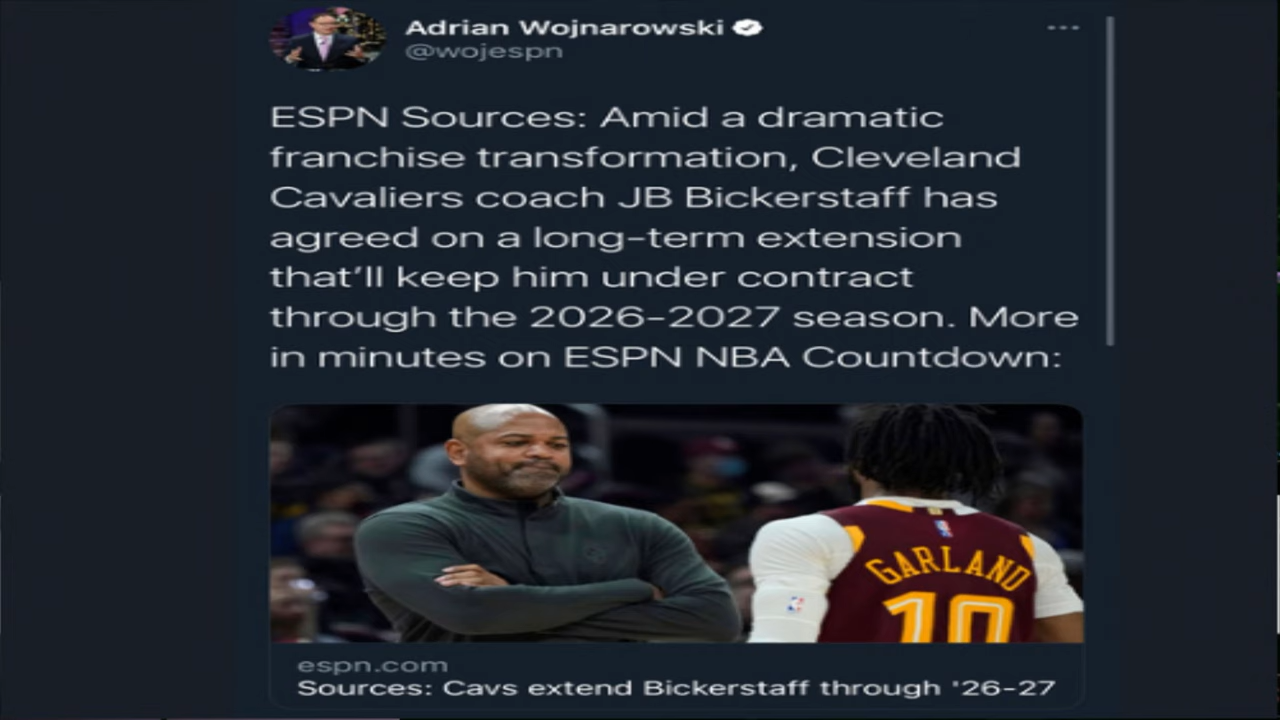 Adrian Wojnarowski
@wojespn
ESPN Sources: Amid a dramatic
franchise transformation, Cleveland
Cavaliers coach JB Bickerstaff has
agreed on a long-term extension
that’ll keep him under contract
through the 2026-2027 season. More
in minutes on ESPN NBA Countdown:
GARLAND
10
espn.com
Sources: Cavs extend Bickerstaff through '26-27